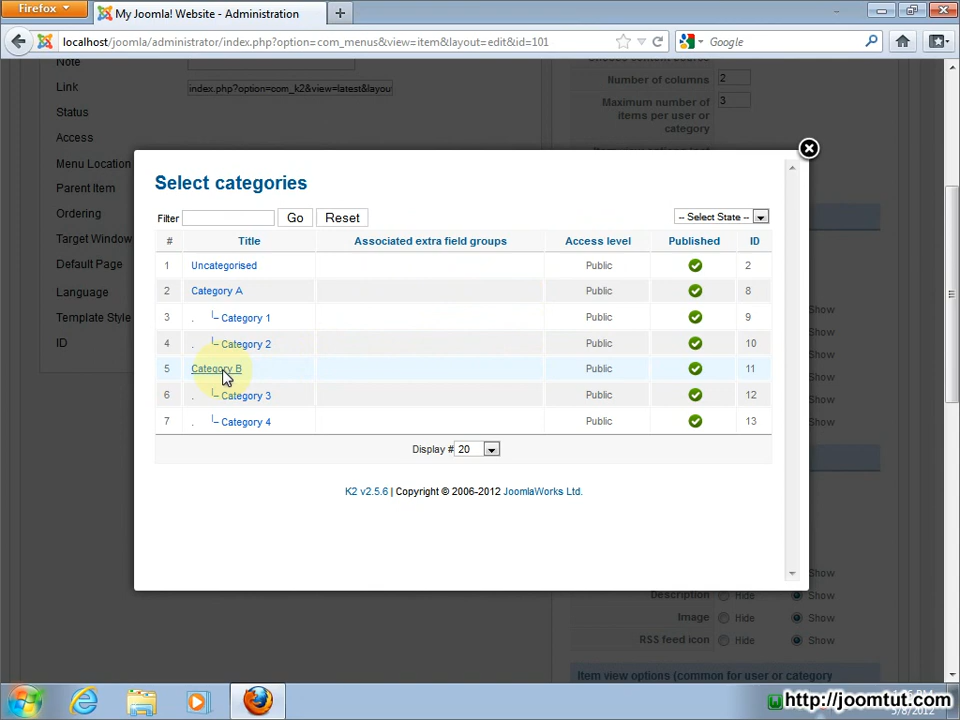 Firefox
My Joomla! Website - Administration
localhost/joomla/administrator/index.php?option=com_menus&view=item&layout=edit&id=101
Google
Note
Link
index.php?option=com_k2&view=latest&layou
Status
Access
Menu Location
Parent Item
Ordering
Target Window
Default Page
Language
Template Style
ID
Number of columns 2
Maximum number of items per user or category 3
Select categories
Filter Go Reset -- Select State --
# Title Associated extra field groups Access level Published ID
1 Uncategorised Public 2
2 Category A Public 8
3 . Category 1 Public 9
4 . Category 2 Public 10
5 Category B Public 11
6 . Category 3 Public 12
7 . Category 4 Public 13
Display # 20
K2 v2.5.6 | Copyright © 2006-2012 JoomlaWorks Ltd.
Show
Show
Show
Show
Show
Show
Show
Description Hide Show
Image Hide Show
RSS feed icon Hide Show
Item view options (common for user or category
http://joomtut.com